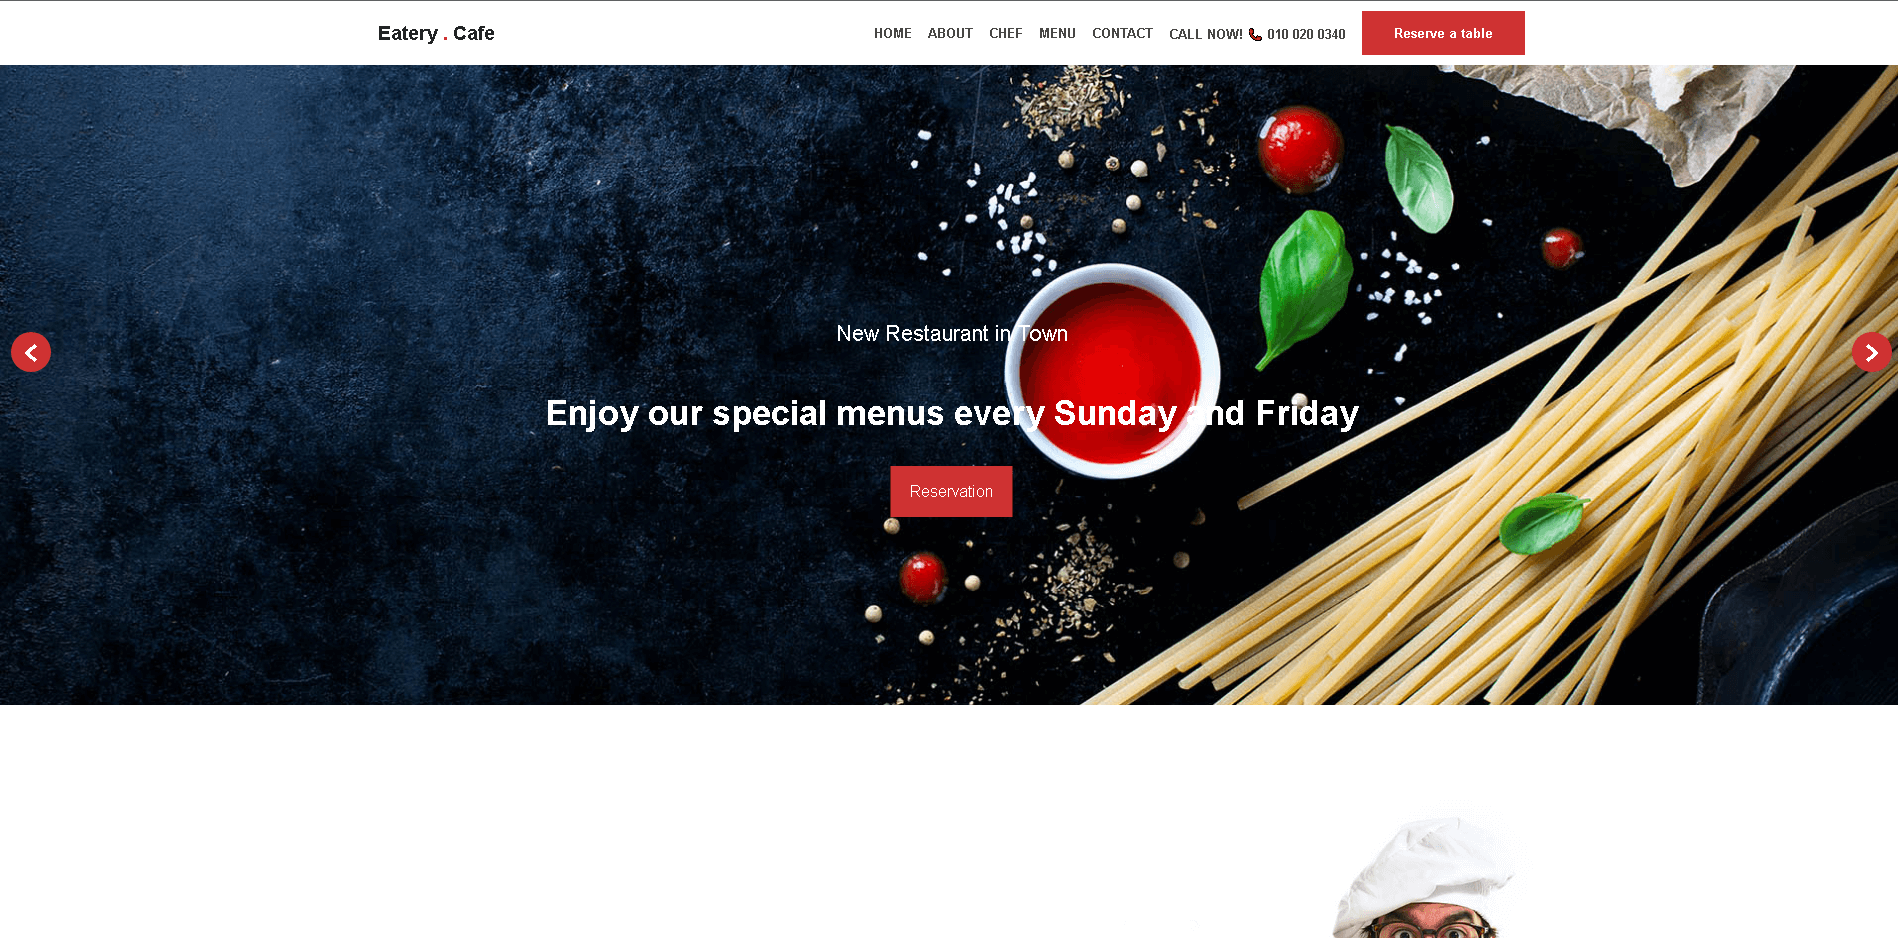 Eatery . Cafe
HOME ABOUT CHEF MENU CONTACT CALL NOW! 010 020 0340 Reserve a table
New Restaurant in Town
Enjoy our special menus every Sunday and Friday
Reservation